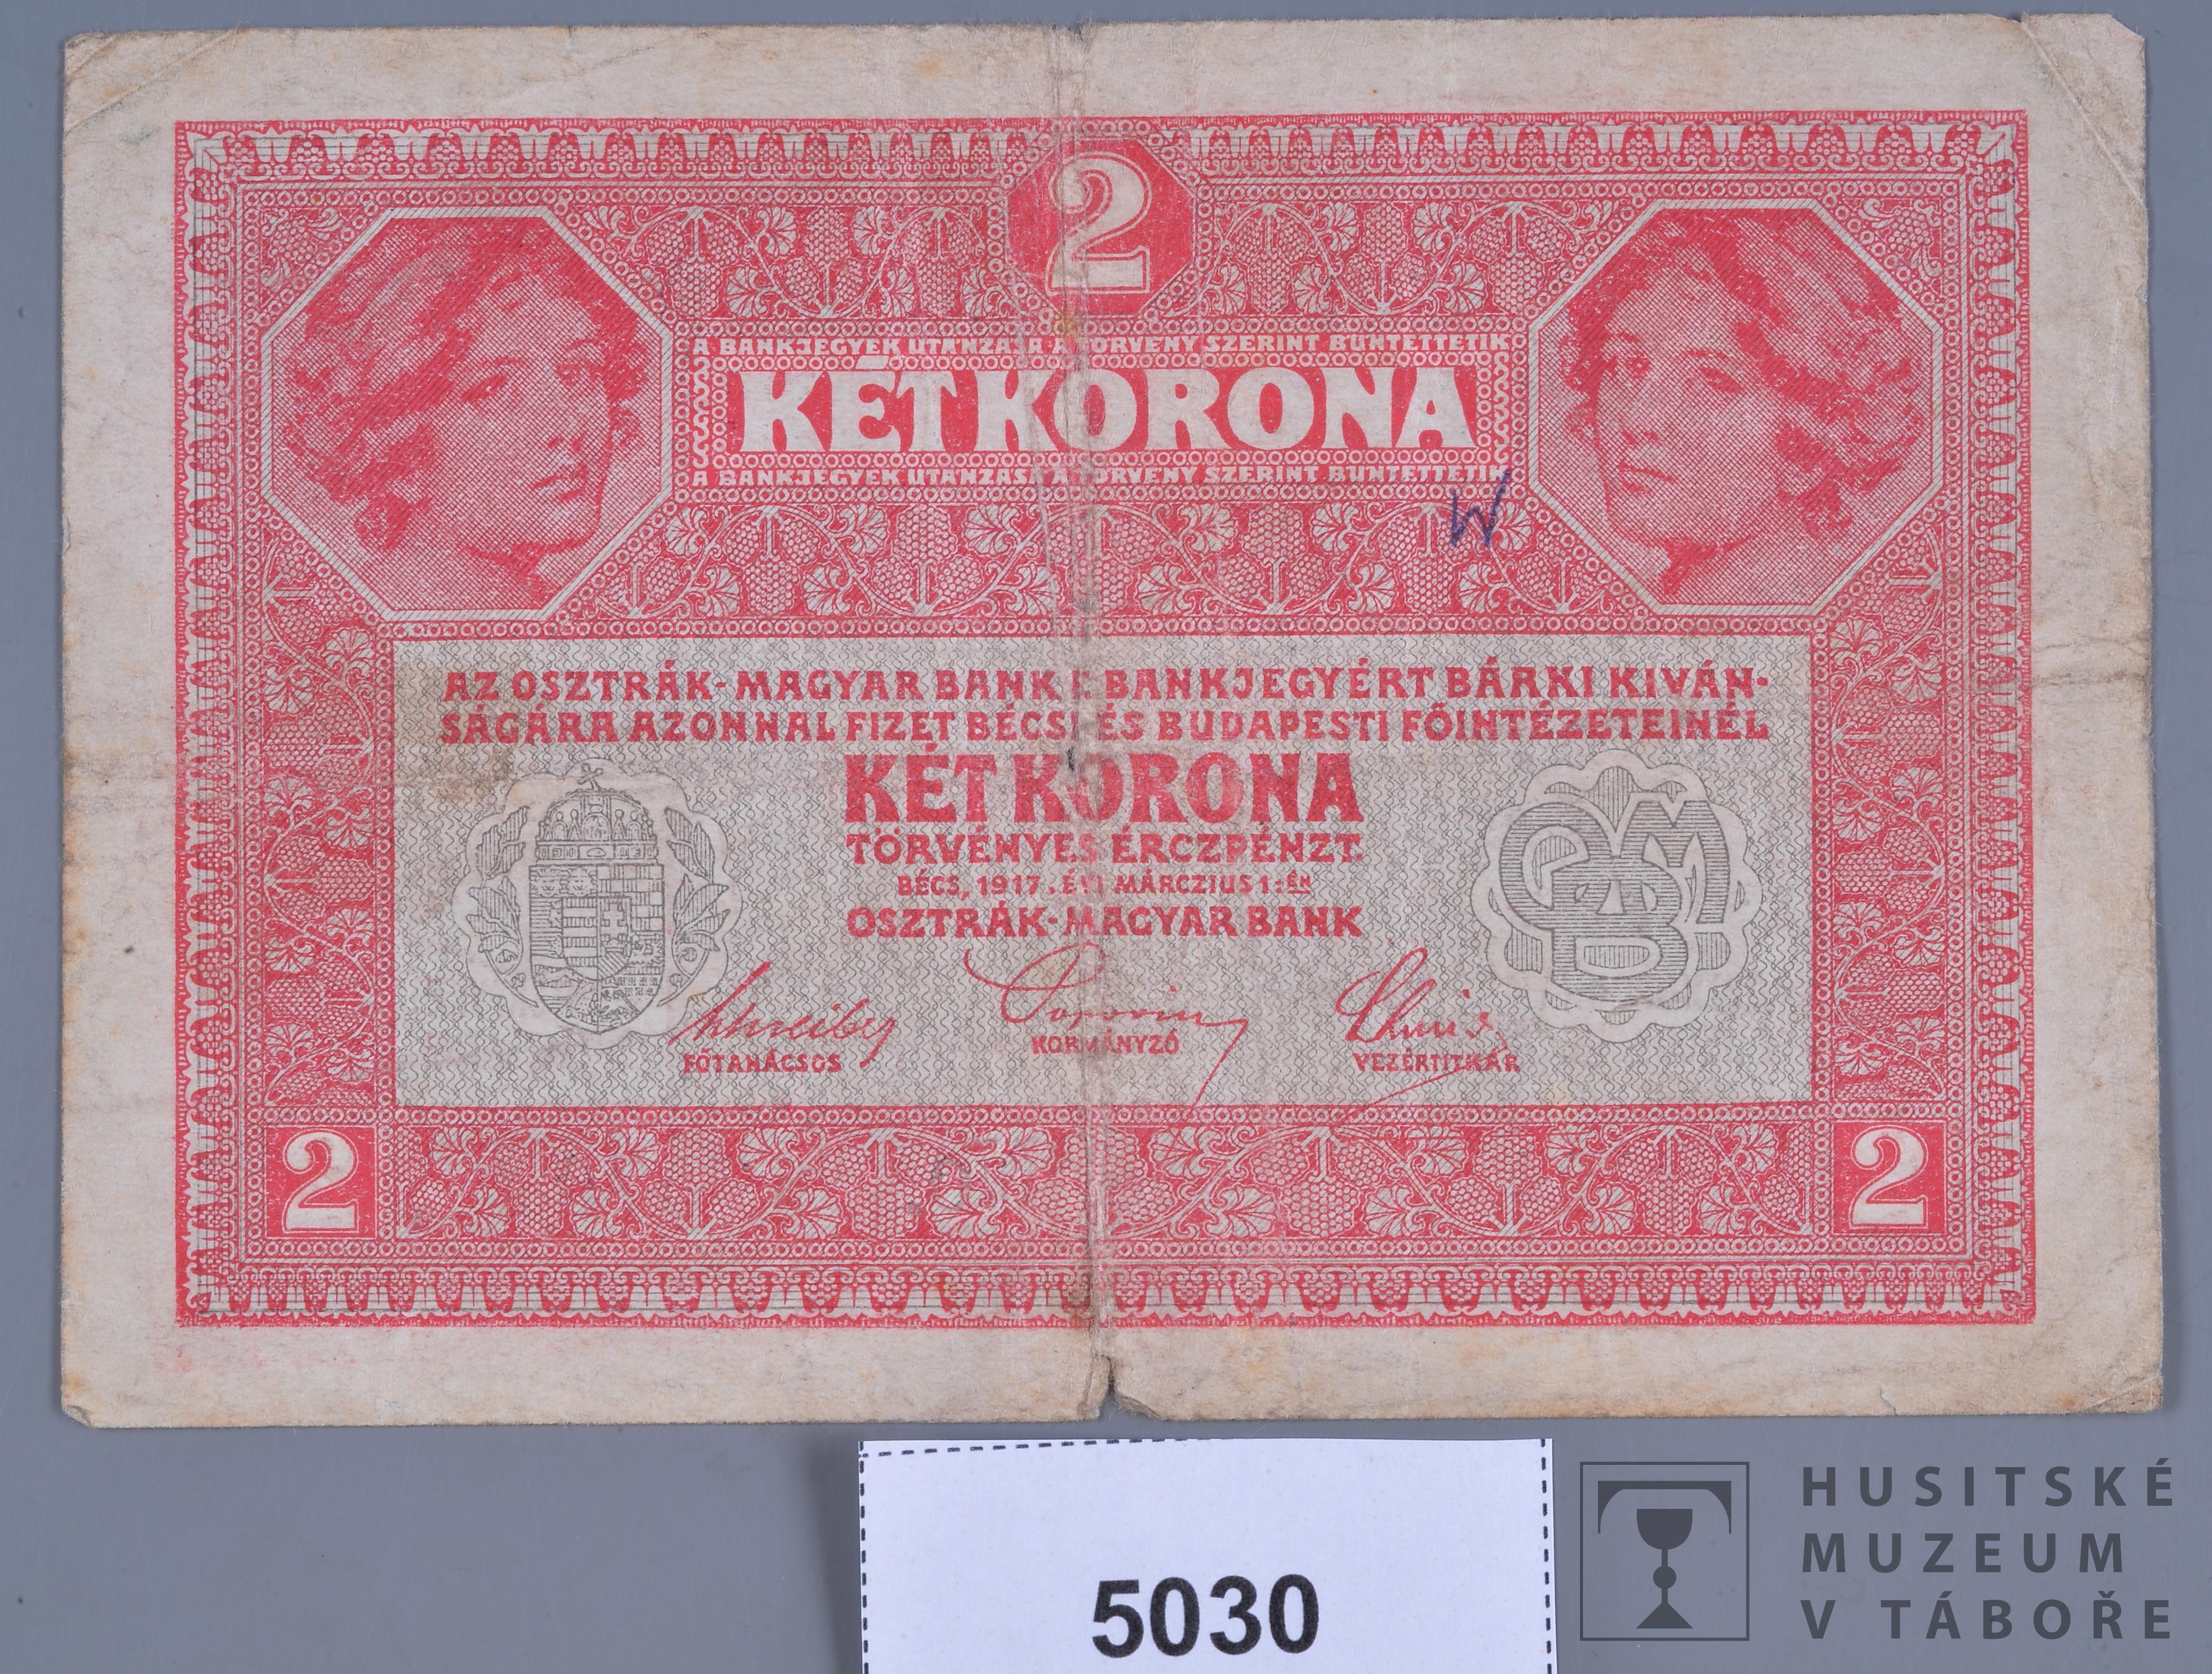 2
A BANKJEGYEK UTÁNZÁSA A TÖRVÉNY SZERINT BÜNTETTETIK
KÉT KORONA
A BANKJEGYEK UTÁNZÁSA A TÖRVÉNY SZERINT BÜNTETTETIK
W
AZ OSZTRÁK-MAGYAR BANK E BANKJEGYÉRT BÁRKI KIVÁN-
SÁGÁRA AZONNAL FIZET BÉCSI ÉS BUDAPESTI FŐINTÉZETEINÉL
KÉT KORONA
TÖRVÉNYES ÉRCZPÉNZT.
BÉCS, 1917. ÉVI MÁRCZIUS 1:ÉN
OSZTRÁK-MAGYAR BANK
FŐTANÁCSOS
KORMÁNYZÓ
VEZÉRTITKÁR
2
2
5030
HUSITSKÉ
MUZEUM
V TÁBOŘE